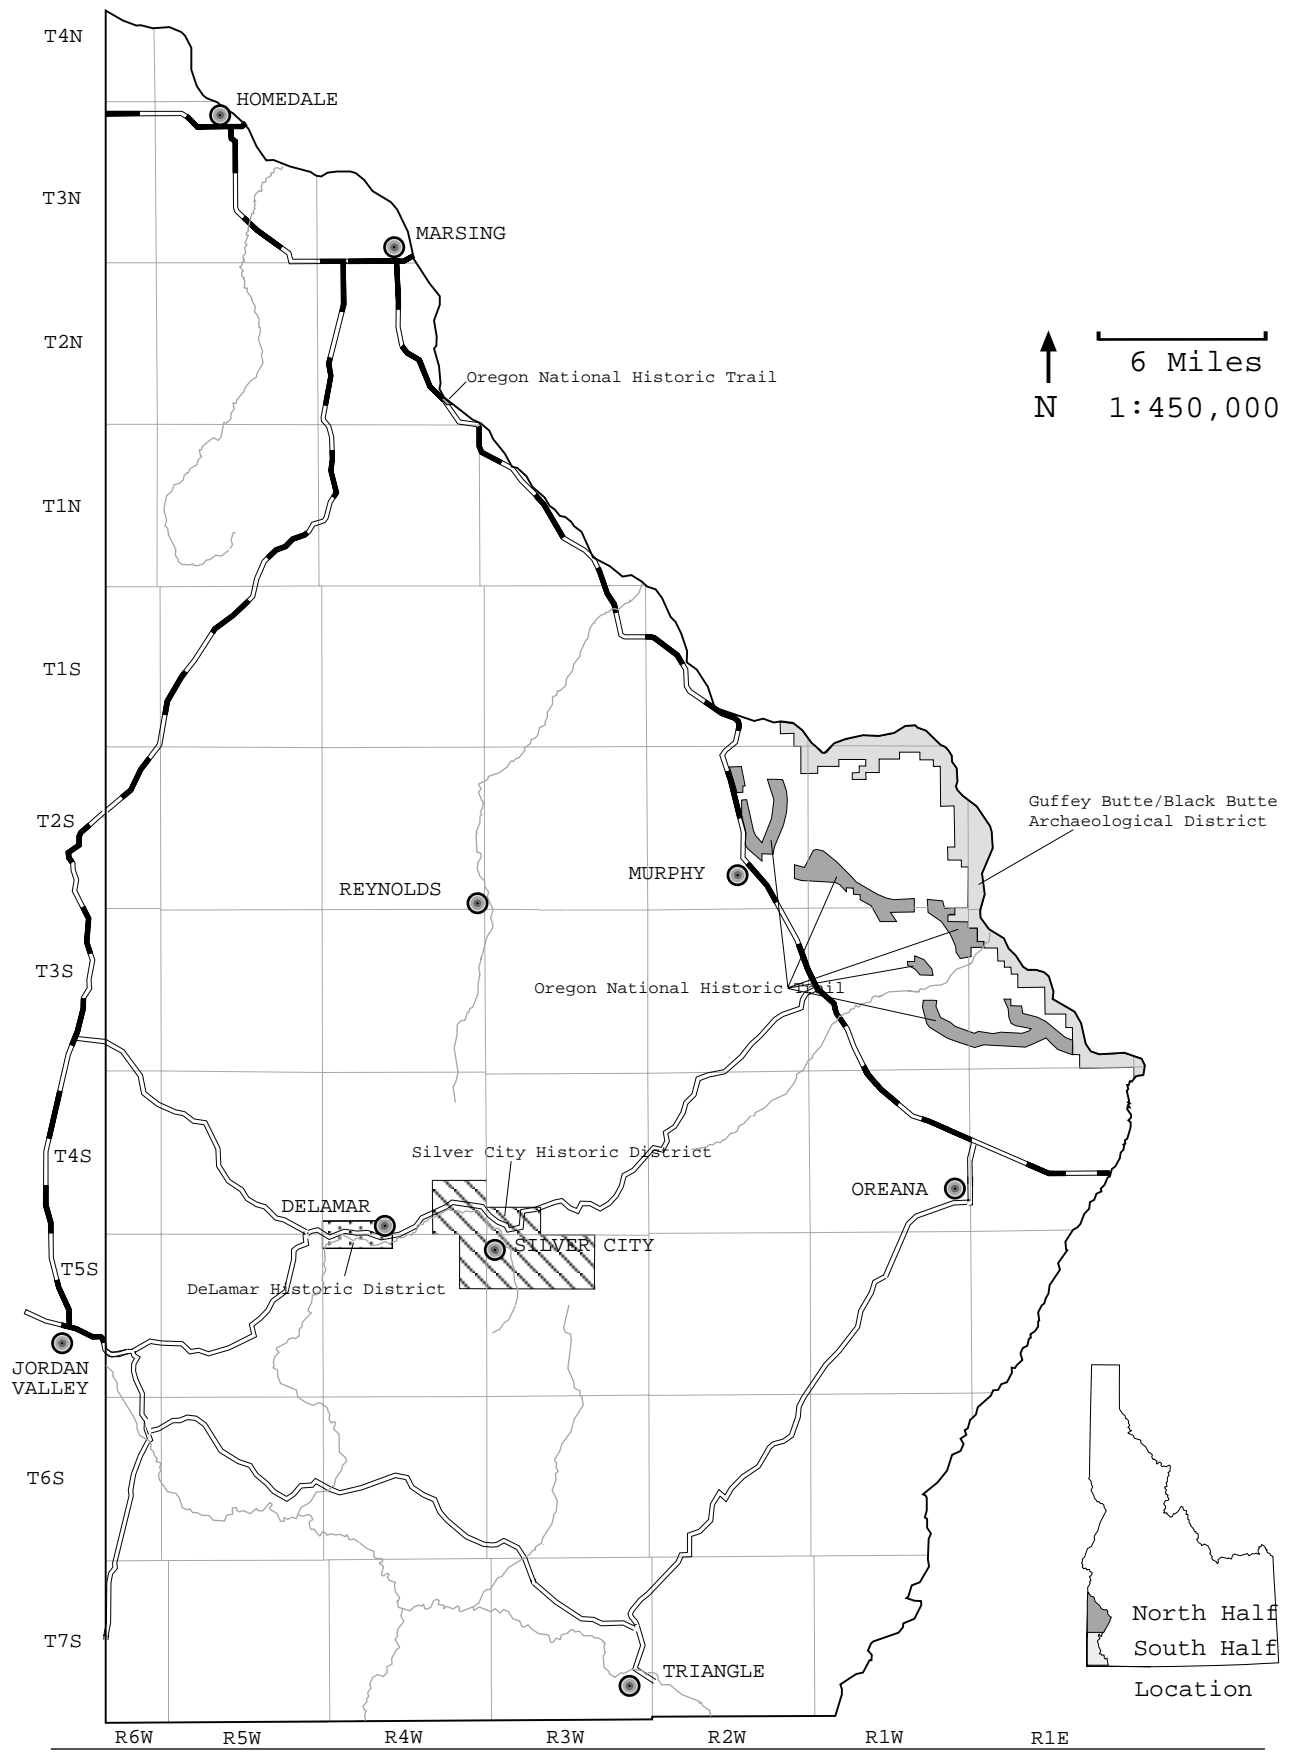 T4N
HOMEDALE
T3N
MARSING
T2N
6 Miles
Oregon National Historic Trail
N
1:450,000
T1N
T1S
Guffey Butte/Black Butte
Archaeological District
T2S
MURPHY
REYNOLDS
T3S
Oregon National Historic Trail
Silver City Historic District
T4S
OREANA
DELAMAR
SILVER CITY
T5S
DeLamar Historic District
JORDAN
VALLEY
T6S
North Half
T7S
South Half
TRIANGLE
Location
R6W
R5W
R4W
R3W
R2W
R1W
R1E